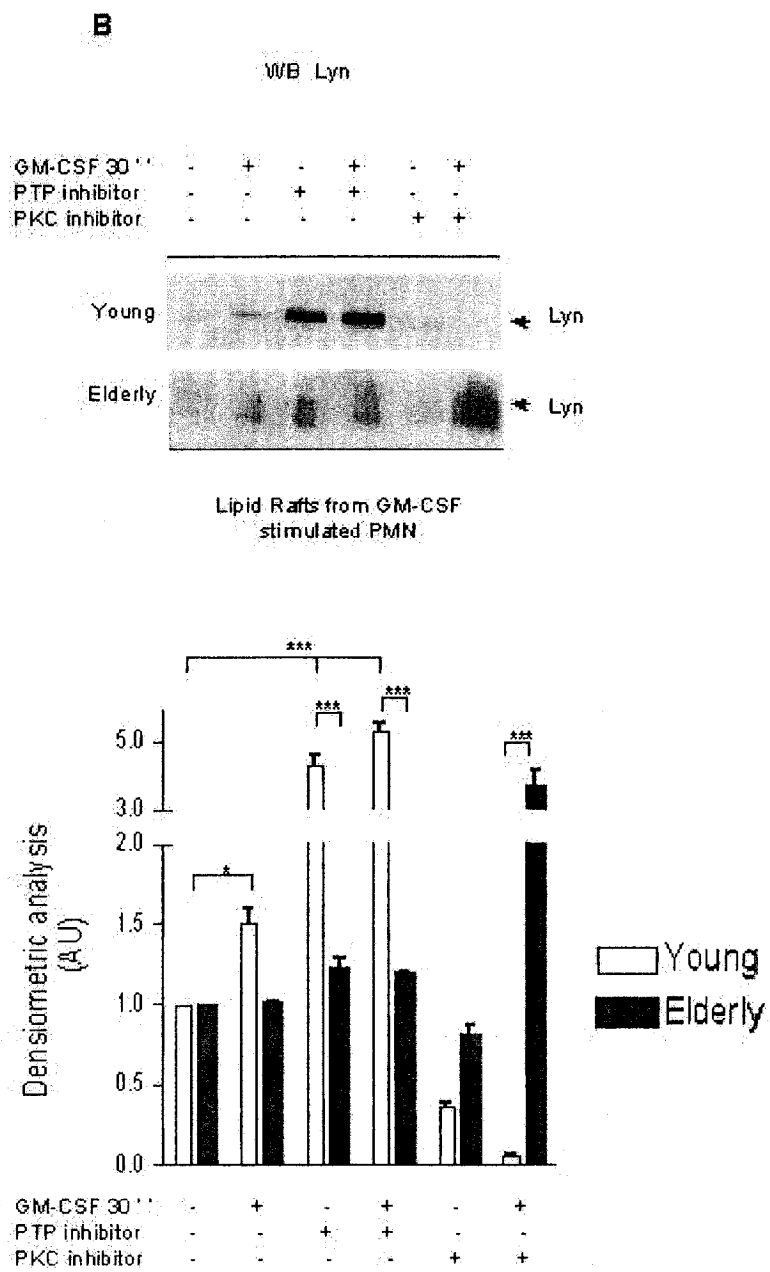 B
WB Lyn
GM-CSF 30'' - + - + - +
PTP inhibitor - - + + - -
PKC inhibitor - - - - + +
Young Lyn
Elderly Lyn
Lipid Rafts from GM-CSF
stimulated PMN
***
*** *** ***
5.0
3.0
2.0
*
1.5
1.0
0.5
0.0
Densiometric analysis
(AU)
Young
Elderly
GM-CSF 30'' - + - + - +
PTP inhibitor - - + + - -
PKC inhibitor - - - - + +